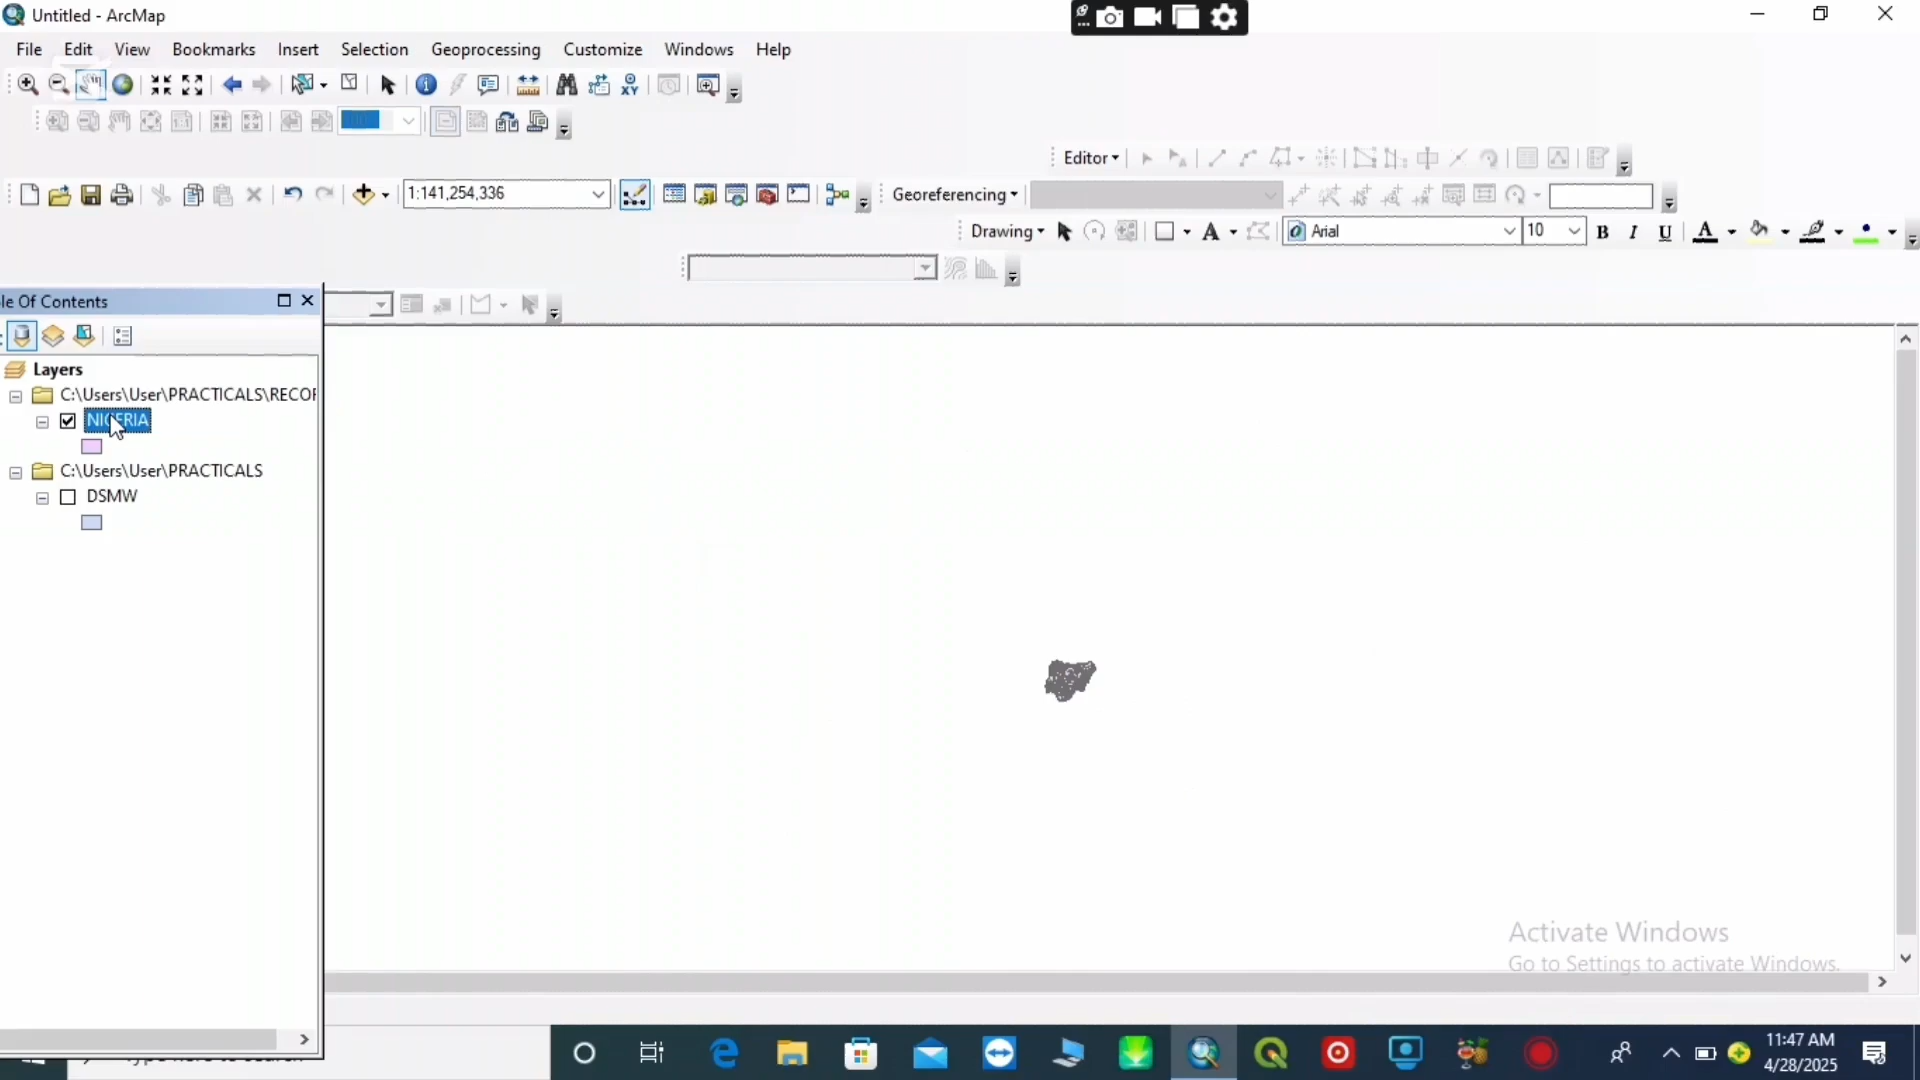 Untitled - ArcMap
File Edit View Bookmarks Insert Selection Geoprocessing Customize Windows Help
Editor
1:141,254,336
Georeferencing
Drawing
Arial
10
B I U A
le Of Contents
Layers
C:\Users\User\PRACTICALS\RECOR
NIGERIA
C:\Users\User\PRACTICALS
DSMW
Activate Windows
Go to Settings to activate Windows.
11:47 AM
4/28/2025